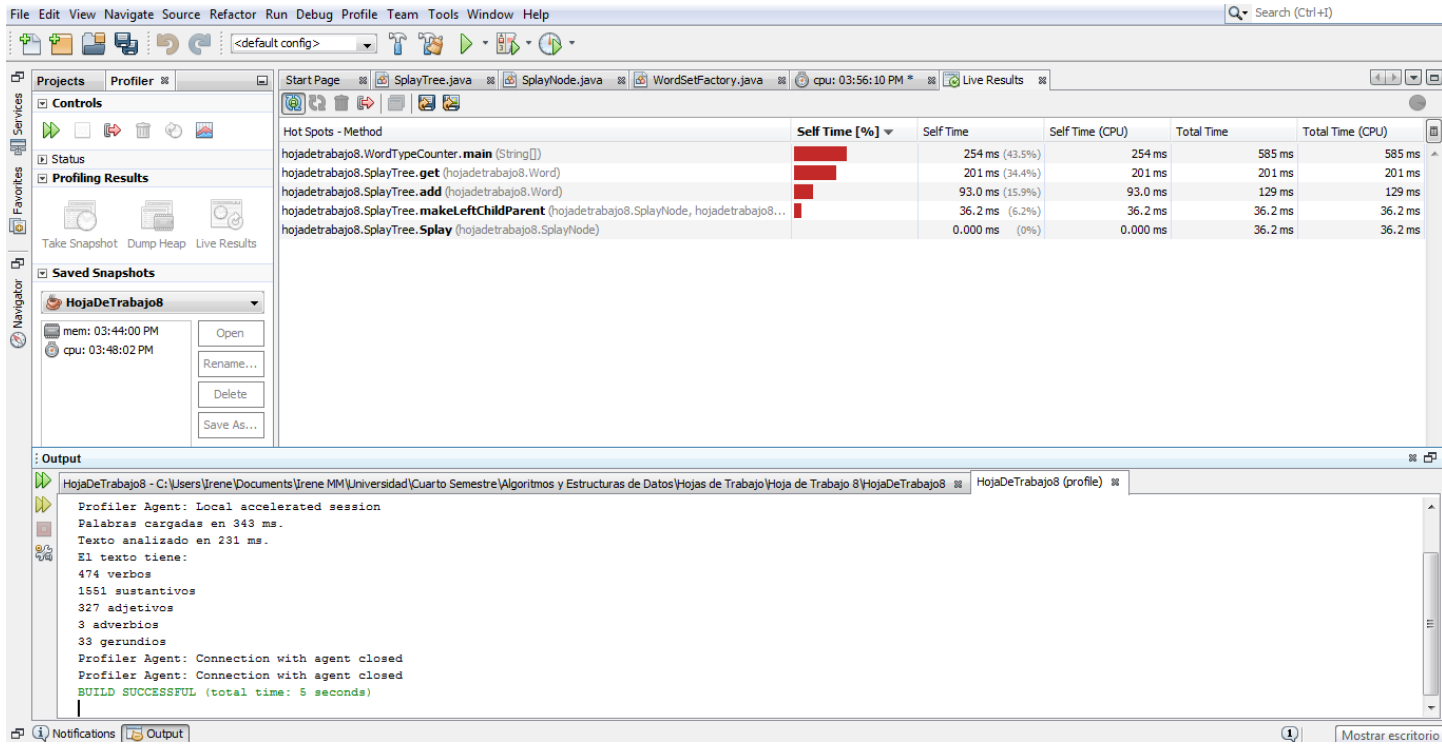 File Edit View Navigate Source Refactor Run Debug Profile Team Tools Window Help
Search (Ctrl+I)
<default config>
Services
Favorites
Navigator
Projects Profiler
Start Page SplayTree.java SplayNode.java WordSetFactory.java cpu: 03:56:10 PM * Live Results
Controls
Status
Profiling Results
Take Snapshot Dump Heap Live Results
Saved Snapshots
HojaDeTrabajo8
mem: 03:44:00 PM
cpu: 03:48:02 PM
Open
Rename...
Delete
Save As...
Hot Spots - Method Self Time [%] Self Time Self Time (CPU) Total Time Total Time (CPU)
hojadetrabajo8.WordTypeCounter.main (String[]) 254 ms (43.5%) 254 ms 585 ms 585 ms
hojadetrabajo8.SplayTree.get (hojadetrabajo8.Word) 201 ms (34.4%) 201 ms 201 ms 201 ms
hojadetrabajo8.SplayTree.add (hojadetrabajo8.Word) 93.0 ms (15.9%) 93.0 ms 129 ms 129 ms
hojadetrabajo8.SplayTree.makeLeftChildParent (hojadetrabajo8.SplayNode, hojadetrabajo8... 36.2 ms (6.2%) 36.2 ms 36.2 ms 36.2 ms
hojadetrabajo8.SplayTree.Splay (hojadetrabajo8.SplayNode) 0.000 ms (0%) 0.000 ms 36.2 ms 36.2 ms
Output
HojaDeTrabajo8 - C:\Users\Irene\Documents\Irene MM\Universidad\Cuarto Semestre\Algoritmos y Estructuras de Datos\Hojas de Trabajo\Hoja de Trabajo 8\HojaDeTrabajo8 HojaDeTrabajo8 (profile)
Profiler Agent: Local accelerated session
Palabras cargadas en 343 ms.
Texto analizado en 231 ms.
El texto tiene:
474 verbos
1551 sustantivos
327 adjetivos
3 adverbios
33 gerundios
Profiler Agent: Connection with agent closed
Profiler Agent: Connection with agent closed
BUILD SUCCESSFUL (total time: 5 seconds)
Notifications Output
1
Mostrar escritorio